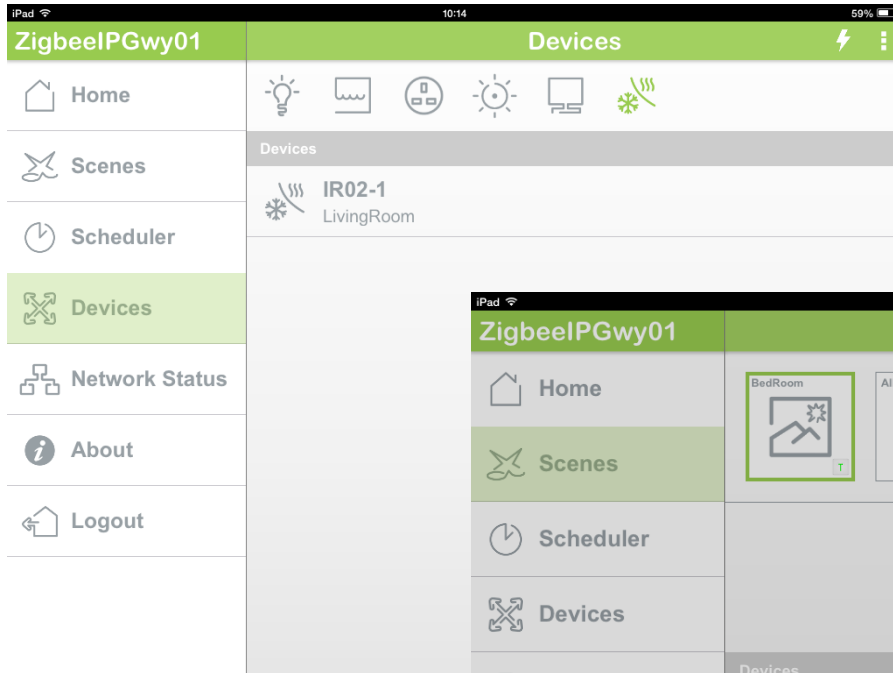 iPad 10:14 59%
ZigbeeIPGwy01
Devices
Home
Scenes
Scheduler
Devices
Network Status
About
Logout
Devices
IR02-1
LivingRoom
iPad
ZigbeeIPGwy01
Home
Scenes
Scheduler
Devices
BedRoom
T
Al
Devices